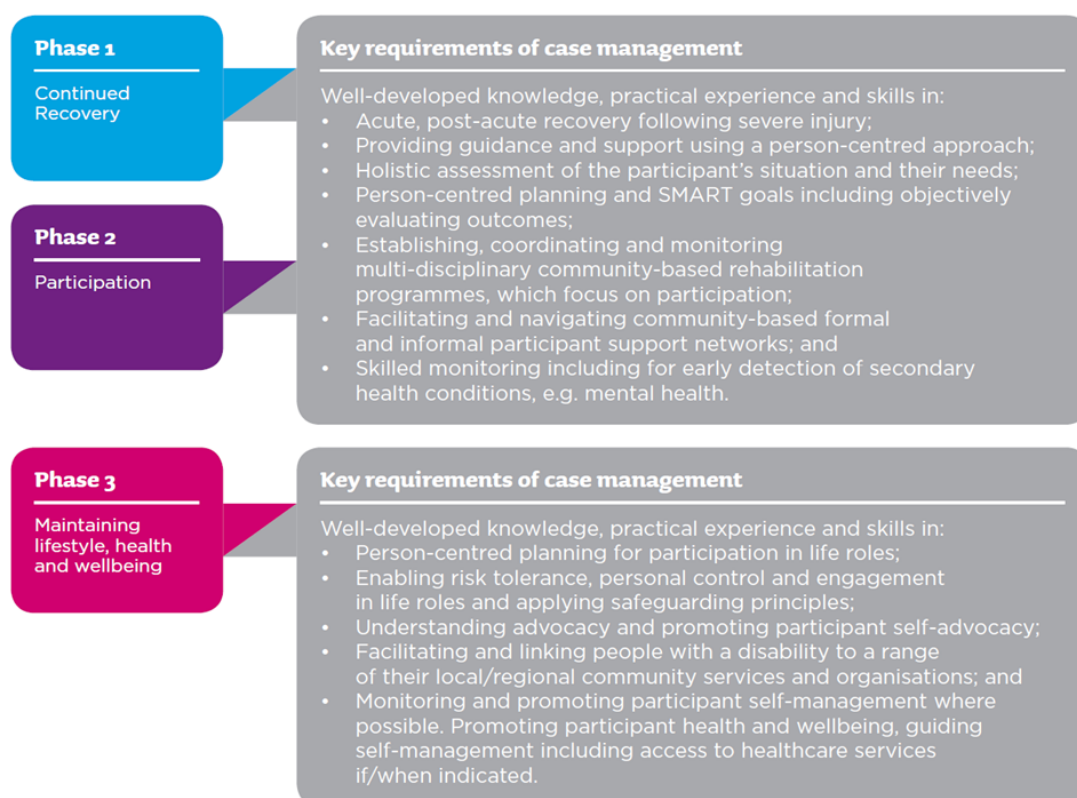 Phase 1
Continued
Recovery
Key requirements of case management
Well-developed knowledge, practical experience and skills in:
• Acute, post-acute recovery following severe injury;
• Providing guidance and support using a person-centred approach;
• Holistic assessment of the participant's situation and their needs;
• Person-centred planning and SMART goals including objectively
evaluating outcomes;
• Establishing, coordinating and monitoring
multi-disciplinary community-based rehabilitation
programmes, which focus on participation;
• Facilitating and navigating community-based formal
and informal participant support networks; and
• Skilled monitoring including for early detection of secondary
health conditions, e.g. mental health.
Phase 2
Participation
Phase 3
Maintaining
lifestyle, health
and wellbeing
Key requirements of case management
Well-developed knowledge, practical experience and skills in:
• Person-centred planning for participation in life roles;
• Enabling risk tolerance, personal control and engagement
in life roles and applying safeguarding principles;
• Understanding advocacy and promoting participant self-advocacy;
• Facilitating and linking people with a disability to a range
of their local/regional community services and organisations; and
• Monitoring and promoting participant self-management where
possible. Promoting participant health and wellbeing, guiding
self-management including access to healthcare services
if/when indicated.